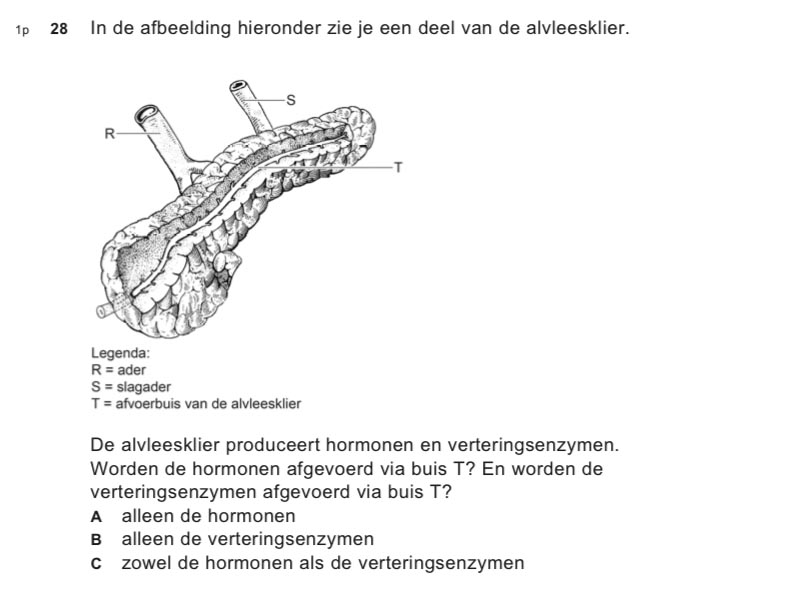 1p 28 In de afbeelding hieronder zie je een deel van de alvleesklier.
S
R
T
Legenda:
R = ader
S = slagader
T = afvoerbuis van de alvleesklier
De alvleesklier produceert hormonen en verteringsenzymen.
Worden de hormonen afgevoerd via buis T? En worden de
verteringsenzymen afgevoerd via buis T?
A alleen de hormonen
B alleen de verteringsenzymen
C zowel de hormonen als de verteringsenzymen